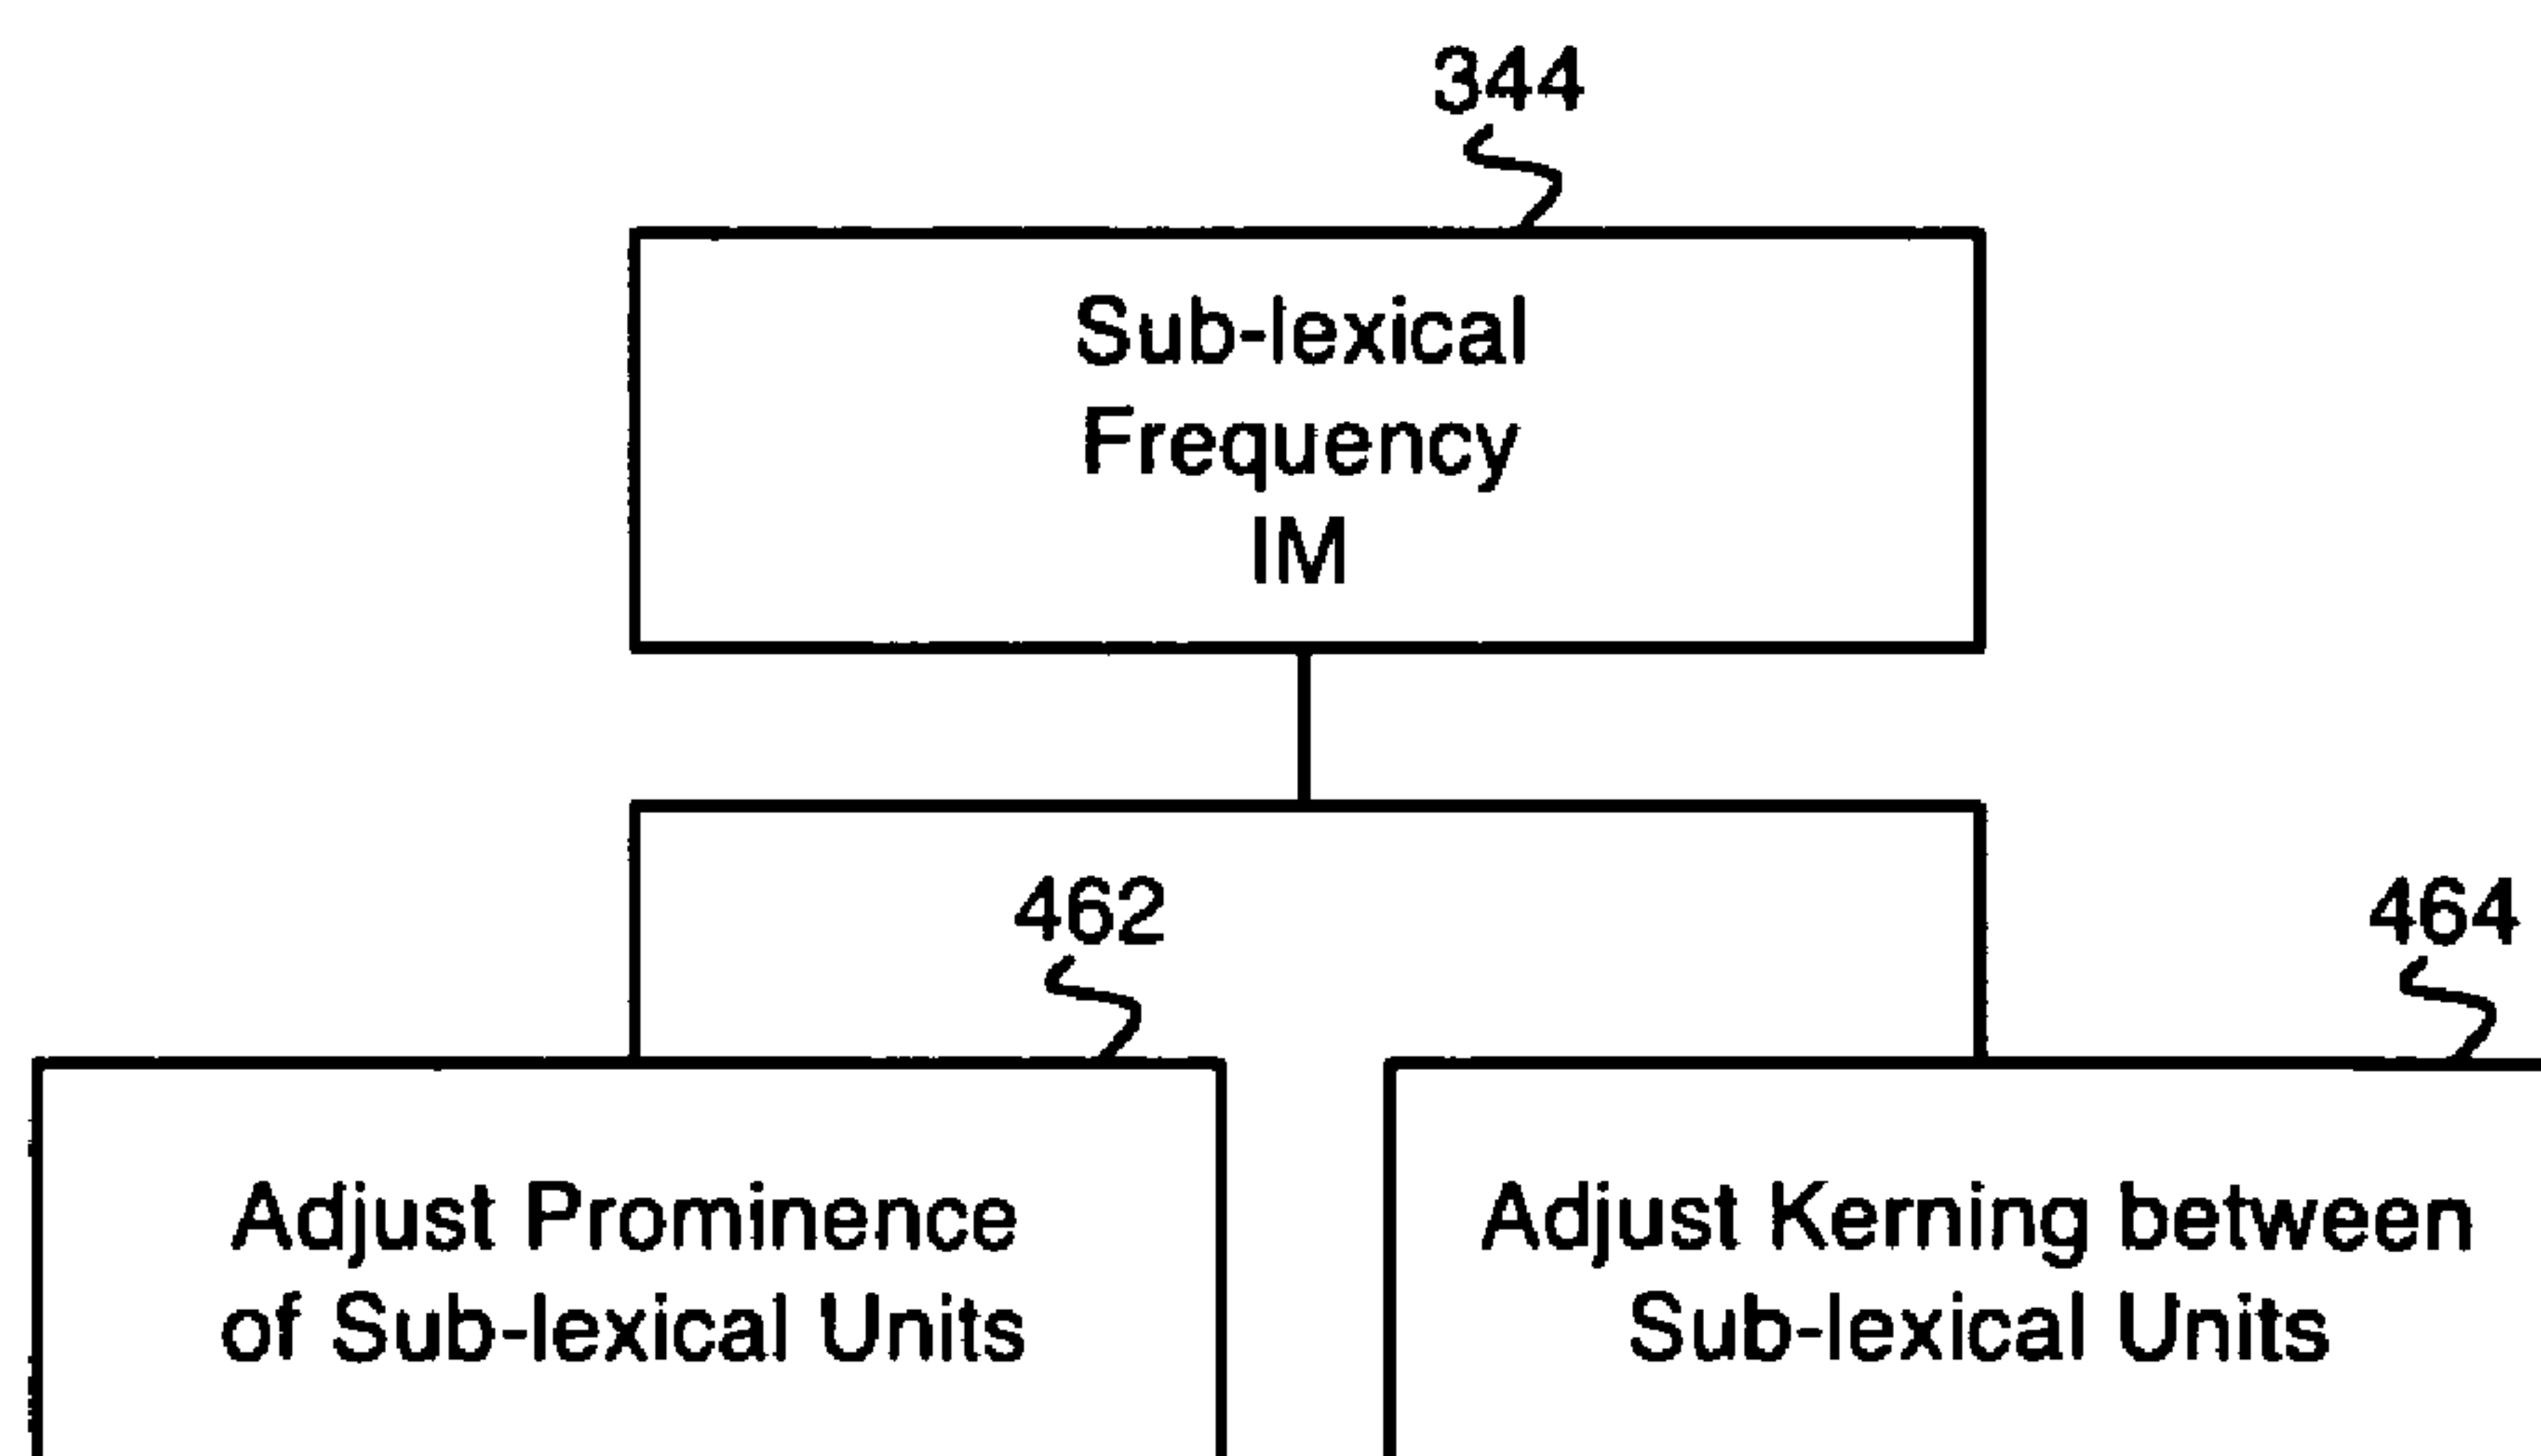 344
Sub-lexical
Frequency
IM
462
464
Adjust Prominence
of Sub-lexical Units
Adjust Kerning between
Sub-lexical Units